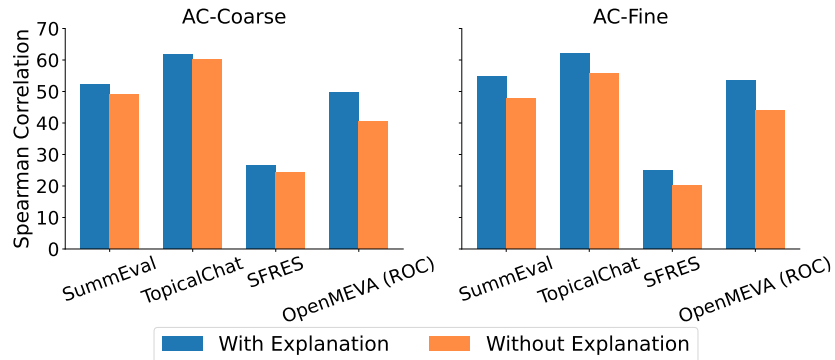 AC-Coarse
AC-Fine
Spearman Correlation
70
60
50
40
30
20
10
0
SummEval
TopicalChat
SFRES
OpenMEVA (ROC)
SummEval
TopicalChat
SFRES
OpenMEVA (ROC)
With Explanation
Without Explanation